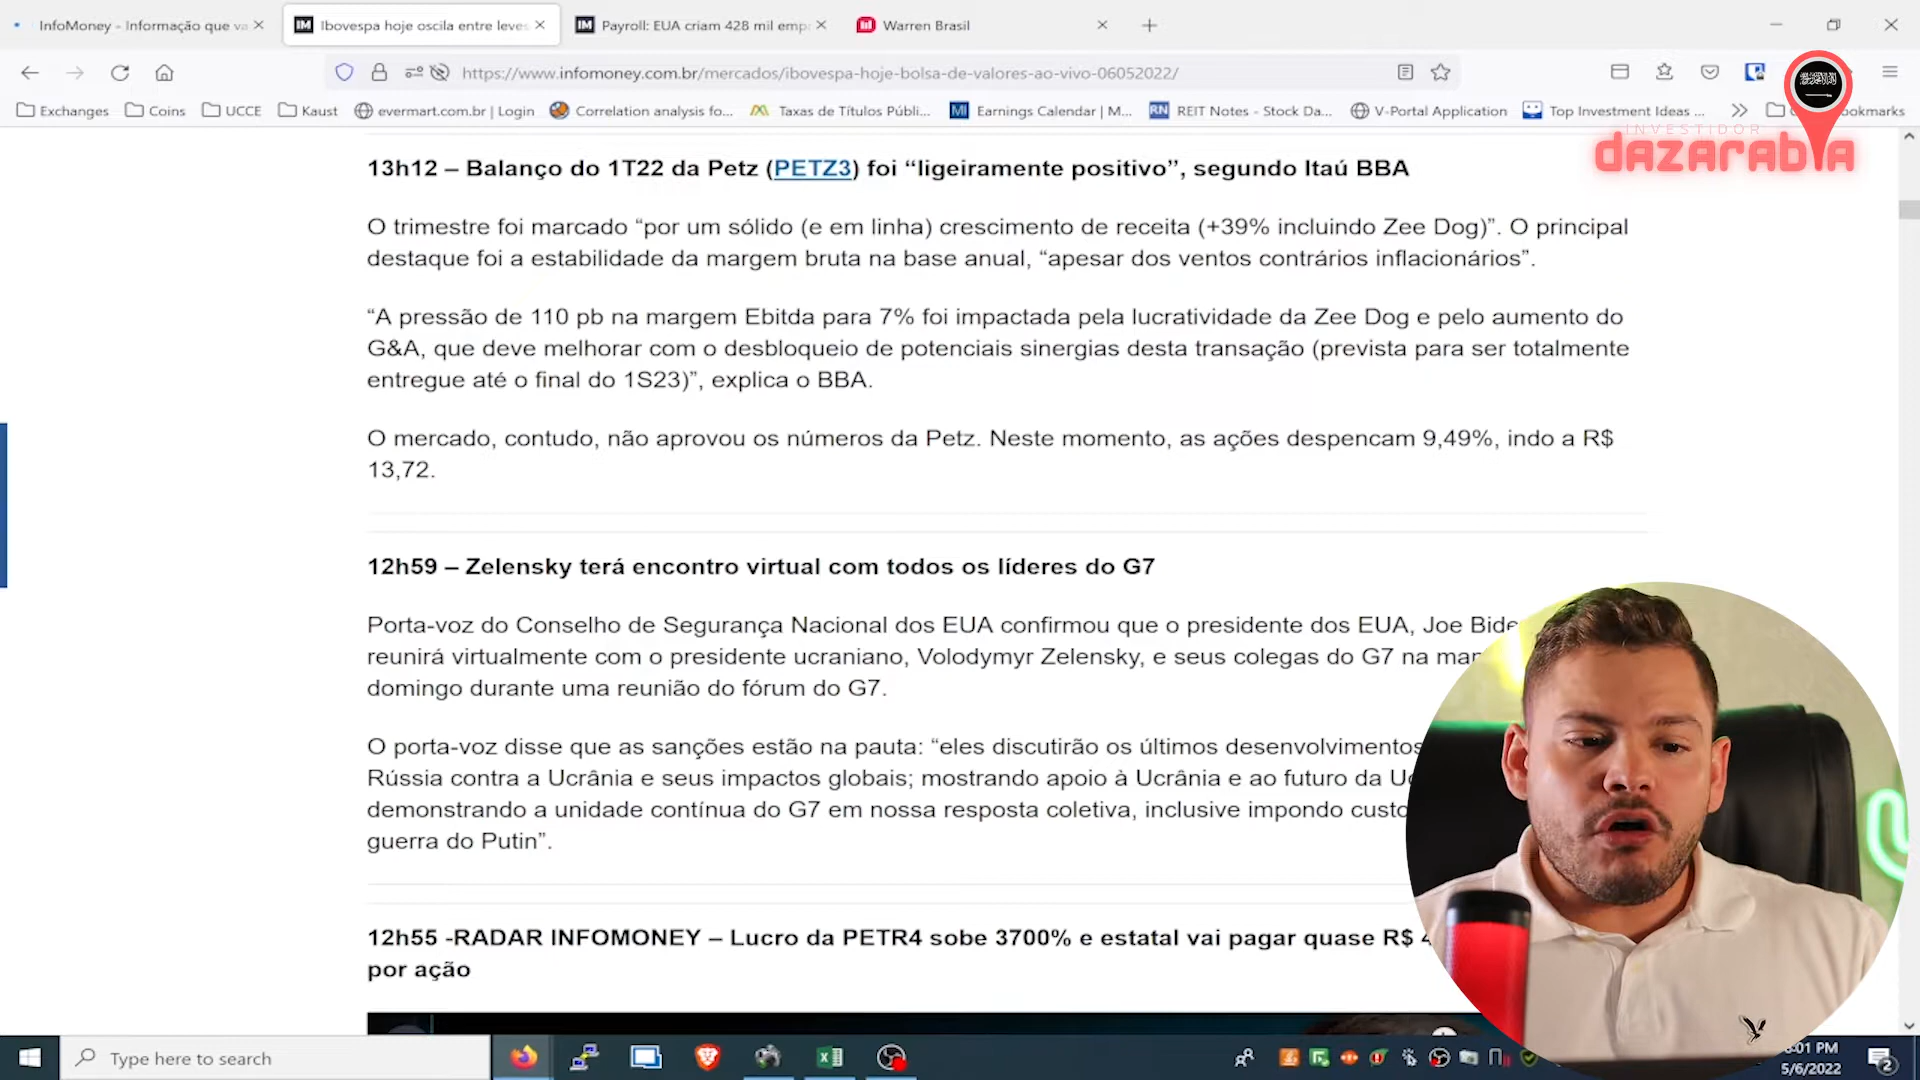 InfoMoney - Informação que va
Ibovespa hoje oscila entre leves
Payroll: EUA criam 428 mil emp
Warren Brasil
https://www.infomoney.com.br/mercados/ibovespa-hoje-bolsa-de-valores-ao-vivo-06052022/
Exchanges Coins UCCE Kaust evermart.com.br | Login Correlation analysis fo... Taxas de Títulos Públi... Earnings Calendar | M... REIT Notes - Stock Da... V-Portal Application Top Investment Ideas ... okmarks
INVESTIDOR
dazarabia
13h12 – Balanço do 1T22 da Petz (PETZ3) foi “ligeiramente positivo”, segundo Itaú BBA
O trimestre foi marcado “por um sólido (e em linha) crescimento de receita (+39% incluindo Zee Dog)”. O principal
destaque foi a estabilidade da margem bruta na base anual, “apesar dos ventos contrários inflacionários”.
“A pressão de 110 pb na margem Ebitda para 7% foi impactada pela lucratividade da Zee Dog e pelo aumento do
G&A, que deve melhorar com o desbloqueio de potenciais sinergias desta transação (prevista para ser totalmente
entregue até o final do 1S23)”, explica o BBA.
O mercado, contudo, não aprovou os números da Petz. Neste momento, as ações despencam 9,49%, indo a R$
13,72.
12h59 – Zelensky terá encontro virtual com todos os líderes do G7
Porta-voz do Conselho de Segurança Nacional dos EUA confirmou que o presidente dos EUA, Joe Bide
reunirá virtualmente com o presidente ucraniano, Volodymyr Zelensky, e seus colegas do G7 na man
domingo durante uma reunião do fórum do G7.
O porta-voz disse que as sanções estão na pauta: “eles discutirão os últimos desenvolvimentos
Rússia contra a Ucrânia e seus impactos globais; mostrando apoio à Ucrânia e ao futuro da Uc
demonstrando a unidade contínua do G7 em nossa resposta coletiva, inclusive impondo custo
guerra do Putin”.
12h55 -RADAR INFOMONEY – Lucro da PETR4 sobe 3700% e estatal vai pagar quase R$ 4
por ação
Type here to search
:01 PM
5/6/2022
2